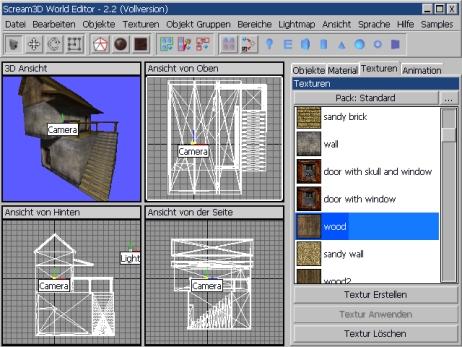 Scream3D World Editor - 2.2 (Vollversion)
Datei Bearbeiten Objekte Texturen Objekt Gruppen Bereiche Lightmap Ansicht Sprache Hilfe Samples
3D Ansicht
Camera
Ansicht von Oben
Camera
Ansicht von Hinten
Camera
Light
Ansicht von der Seite
Camera
Objekte Material Texturen Animation
Texturen
Pack: Standard ...
sandy brick
wall
door with skull and window
door with window
wood
sandy wall
wood2
Textur Erstellen
Textur Anwenden
Textur Löschen